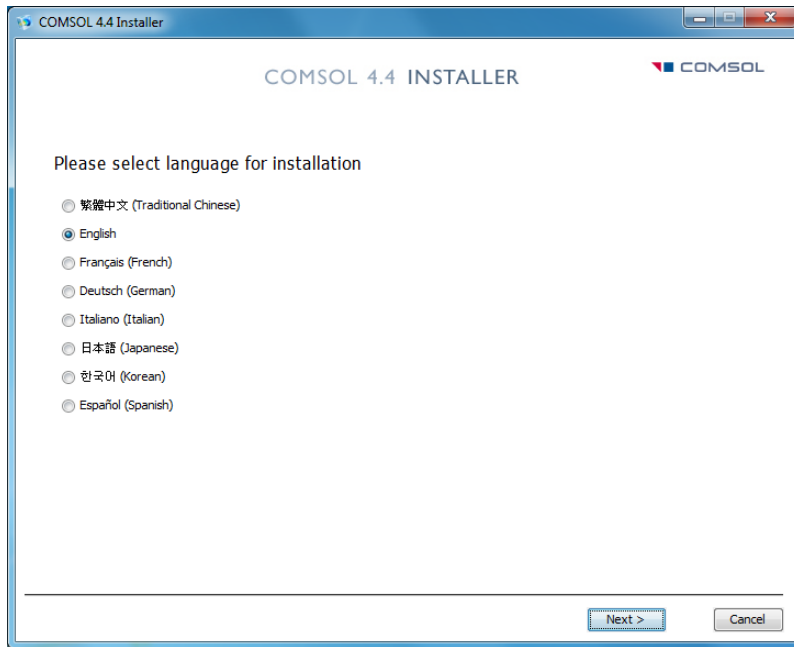 COMSOL 4.4 Installer
COMSOL 4.4 INSTALLER
COMSOL
Please select language for installation
繁體中文 (Traditional Chinese)
English
Français (French)
Deutsch (German)
Italiano (Italian)
日本語 (Japanese)
한국어 (Korean)
Español (Spanish)
Next >
Cancel